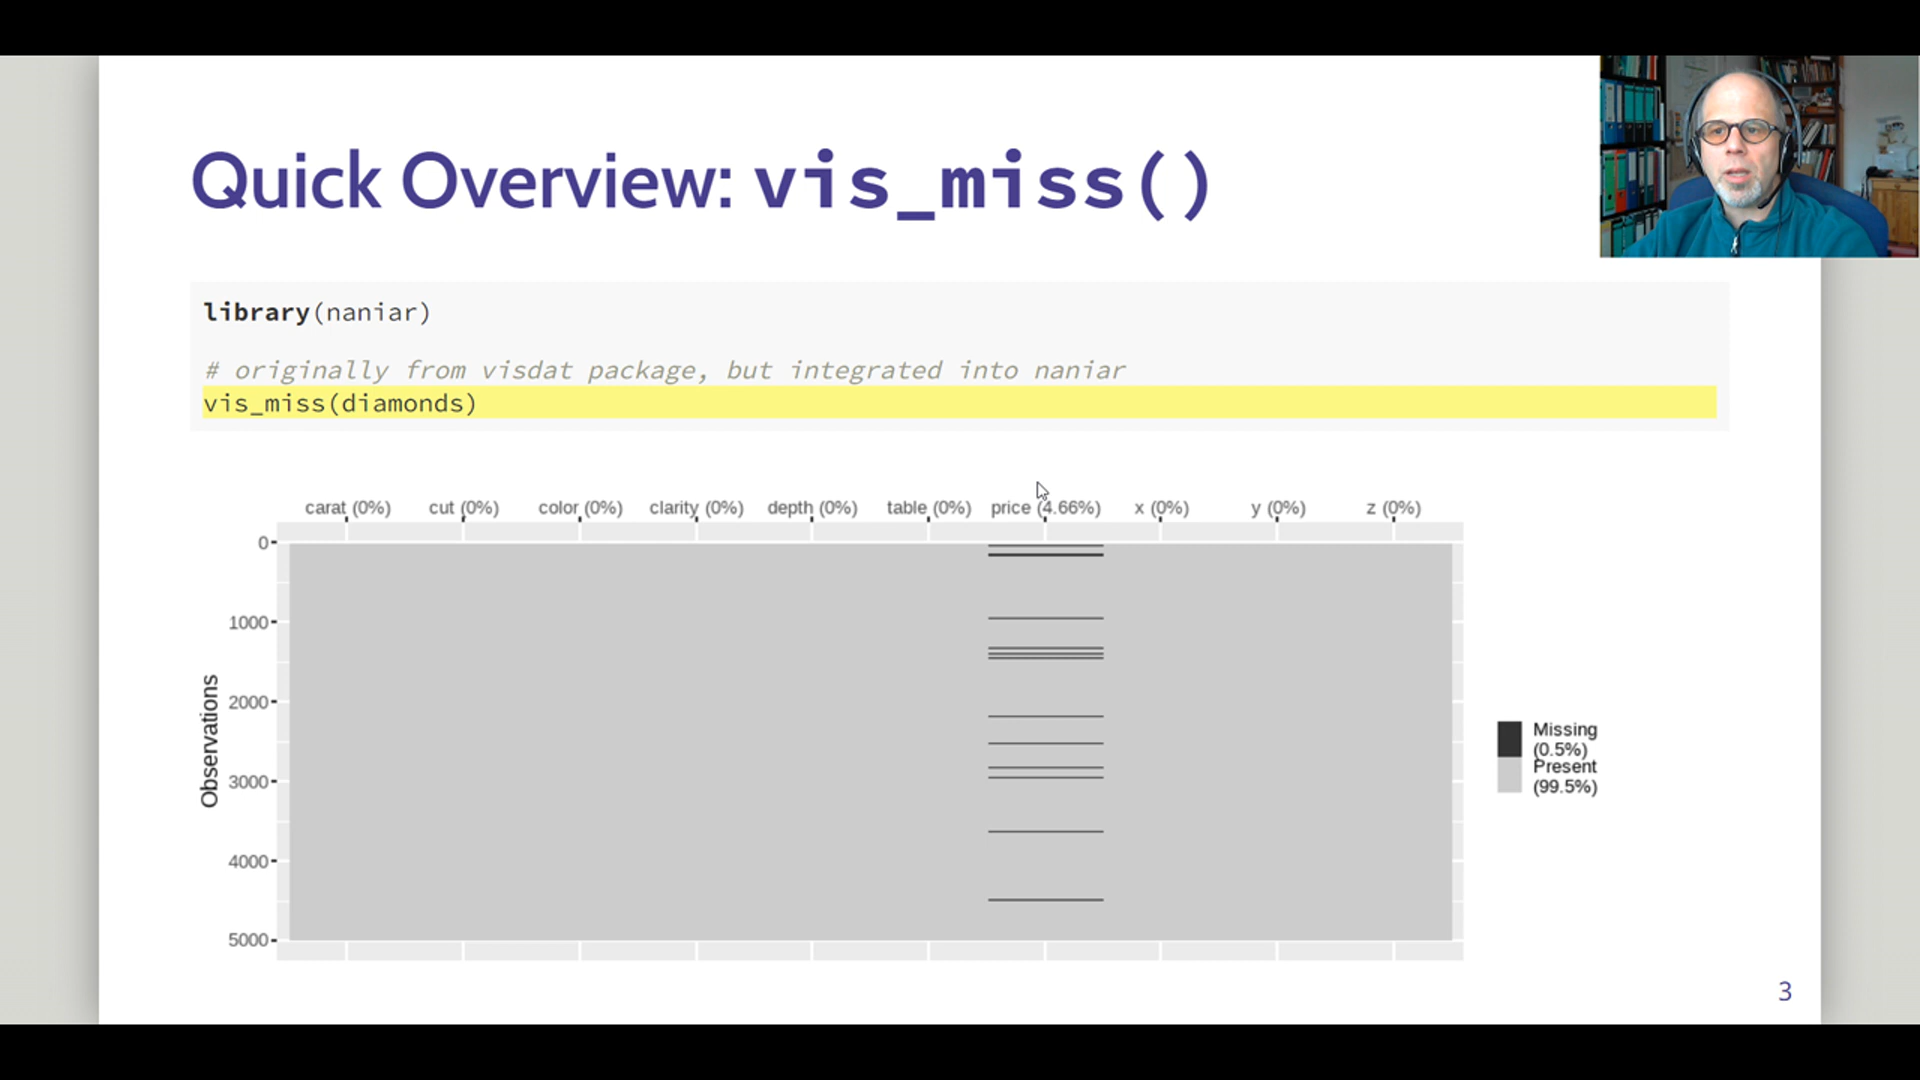 Quick Overview: vis_miss()
library(naniar)
# originally from visdat package, but integrated into naniar
vis_miss(diamonds)
carat (0%) cut (0%) color (0%) clarity (0%) depth (0%) table (0%) price (4.66%) x (0%) y (0%) z (0%)
0
1000
2000
3000
4000
5000
Observations
Missing
(0.5%)
Present
(99.5%)
3